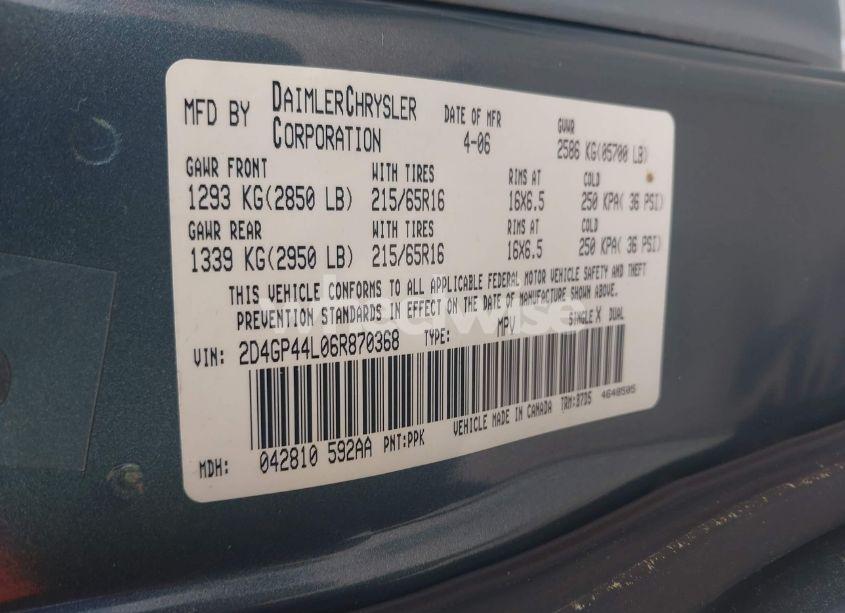 MFD BY DAIMLERCHRYSLER CORPORATION DATE OF MFR 4-06 GVWR 2586 KG(05700 LB)
GAWR FRONT WITH TIRES RIMS AT COLD
1293 KG(2850 LB) 215/65R16 16X6.5 250 KPA( 36 PSI)
GAWR REAR WITH TIRES RIMS AT COLD
1339 KG(2950 LB) 215/65R16 16X6.5 250 KPA( 36 PSI)
THIS VEHICLE CONFORMS TO ALL APPLICABLE FEDERAL MOTOR VEHICLE SAFETY AND THEFT
PREVENTION STANDARDS IN EFFECT ON THE DATE OF MANUFACTURE SHOWN ABOVE.
VIN: 2D4GP44L06R870368 TYPE: MPV SINGLE X DUAL
MDH: 042810 592AA PNT:PPK VEHICLE MADE IN CANADA TRM:B7D5 4648505